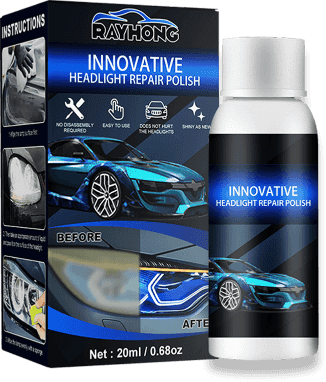 INSTRUCTIONS
RAYHONG
INNOVATIVE
HEADLIGHT REPAIR POLISH
NO DISASSEMBLY
REQUIRED
EASY TO USE
DOES NOT HURT
THE HEADLIGHTS
SHINY AS NEW
BEFORE
AFTE
Net : 20ml / 0.68oz
INNOVATIVE
HEADLIGHT REPAIR POLISH